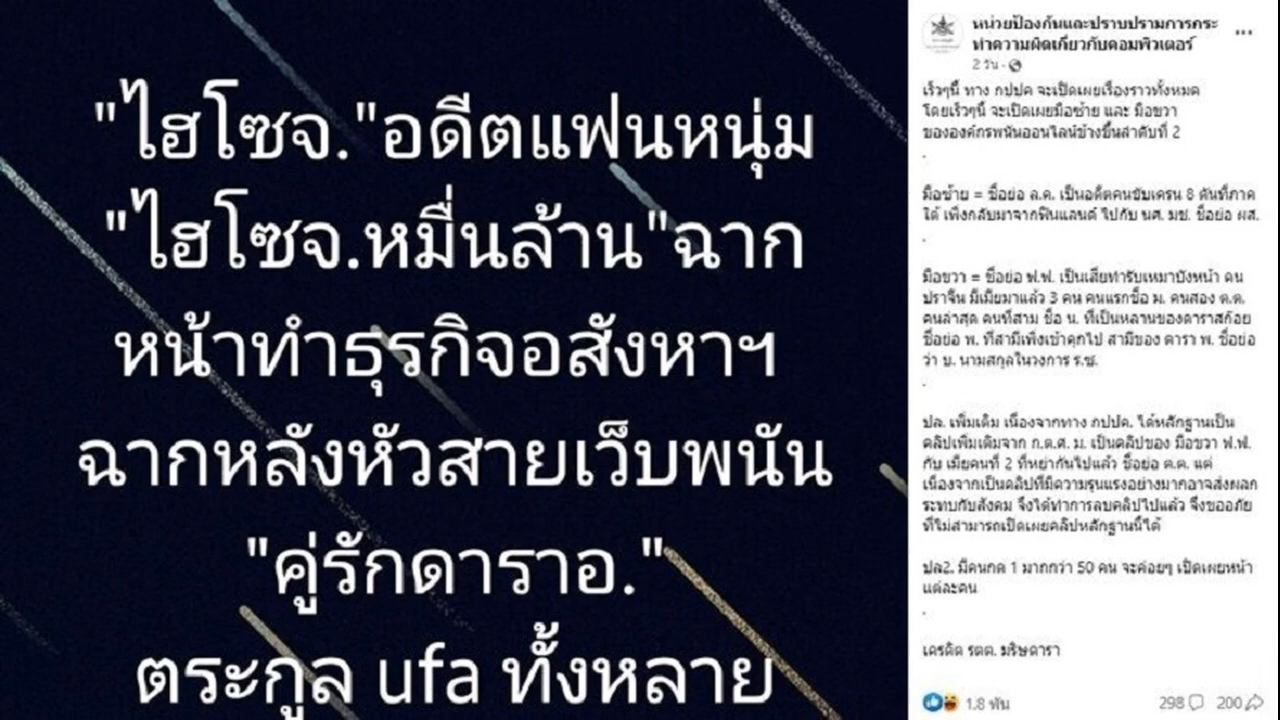 "ไฮโซจ."อดีตแฟนหนุ่ม
"ไฮโซจ.หมื่นล้าน"ฉาก
หน้าทำธุรกิจอสังหาฯ
ฉากหลังหัวสายเว็บพนัน
"คู่รักดาราอ."
ตระกูล ufa ทั้งหลาย
หน่วยป้องกันและปราบปรามการกระ
ทำความผิดเกี่ยวกับคอมพิวเตอร์
2 วัน
เร็วๆนี้ ทาง กปปค จะเปิดเผยเรื่องราวทั้งหมด
โดยเร็วๆนี้ จะเปิดเผยมือซ้าย และ มือขวา
ขององค์กรพนันออนไลน์ช้างขึ้นลำดับที่ 2
.
มือซ้าย = ชื่อย่อ ล.ค. เป็นอดีตคนขับเครน 8 ตันที่ภาค
ใต้ เพิ่งกลับมาจากฟินแลนด์ ไปกับ นศ. มช. ชื่อย่อ ผส.
.
มือขวา = ชื่อย่อ ฟ.ฟ. เป็นเสี่ยทำรับเหมาบังหน้า คน
ปราจีน มีเมียมาแล้ว 3 คน คนแรกชื่อ ม. คนสอง ต.ต.
คนล่าสุด คนที่สาม ชื่อ น. ที่เป็นหลานของดาราสก๊อย
ชื่อย่อ พ. ที่สามีเพิ่งเข้าคุกไป สามีของ ดารา พ. ชื่อย่อ
ว่า บ. นามสกุลในวงการ ร.ช.
.
ปล. เพิ่มเติม เนื่องจากทาง กปปค. ได้หลักฐานเป็น
คลิปเพิ่มเติมจาก ก.ต.ศ. ม. เป็นคลิปของ มือขวา ฟ.ฟ.
กับ เมียคนที่ 2 ที่หย่ากันไปแล้ว ชื่อย่อ ต.ต. แต่
เนื่องจากเป็นคลิปที่มีความรุนแรงอย่างมากอาจส่งผลก
ระทบกับสังคม จึงได้ทำการลบคลิปไปแล้ว จึงขออภัย
ที่ไม่สามารถเปิดเผยคลิปหลักฐานนี้ได้
ปล2. มีคนกด 1 มากกว่า 50 คน จะค่อยๆ เปิดเผยหน้า
แต่ละคน
.
เครดิต รตต. มริษดารา
1.8 พัน 298 200